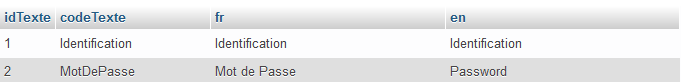 idTexte codeTexte fr en
1 Identification Identification Identification
2 MotDePasse Mot de Passe Password